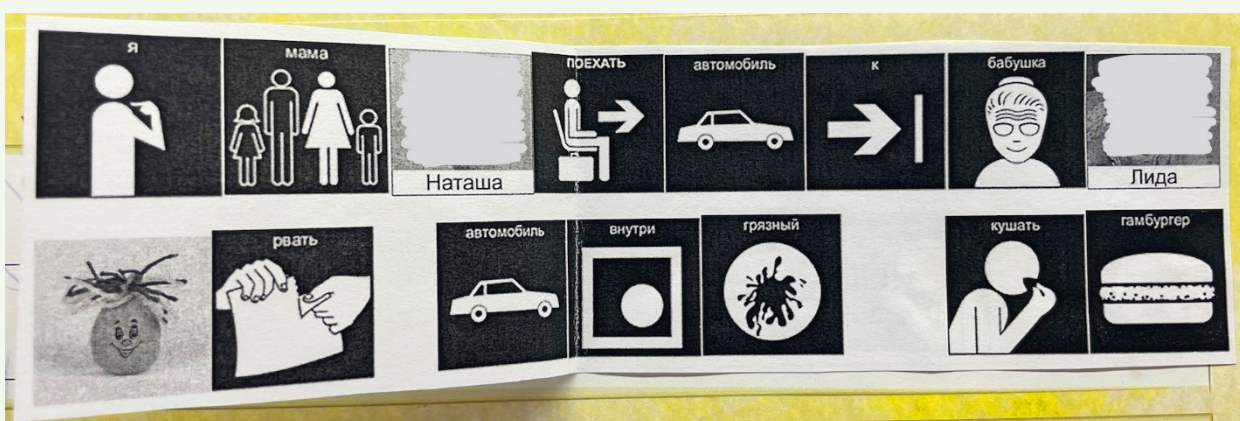 я мама Наташа ПОЕХАТЬ автомобиль к бабушка Лида
рвать автомобиль внутри грязный кушать гамбургер